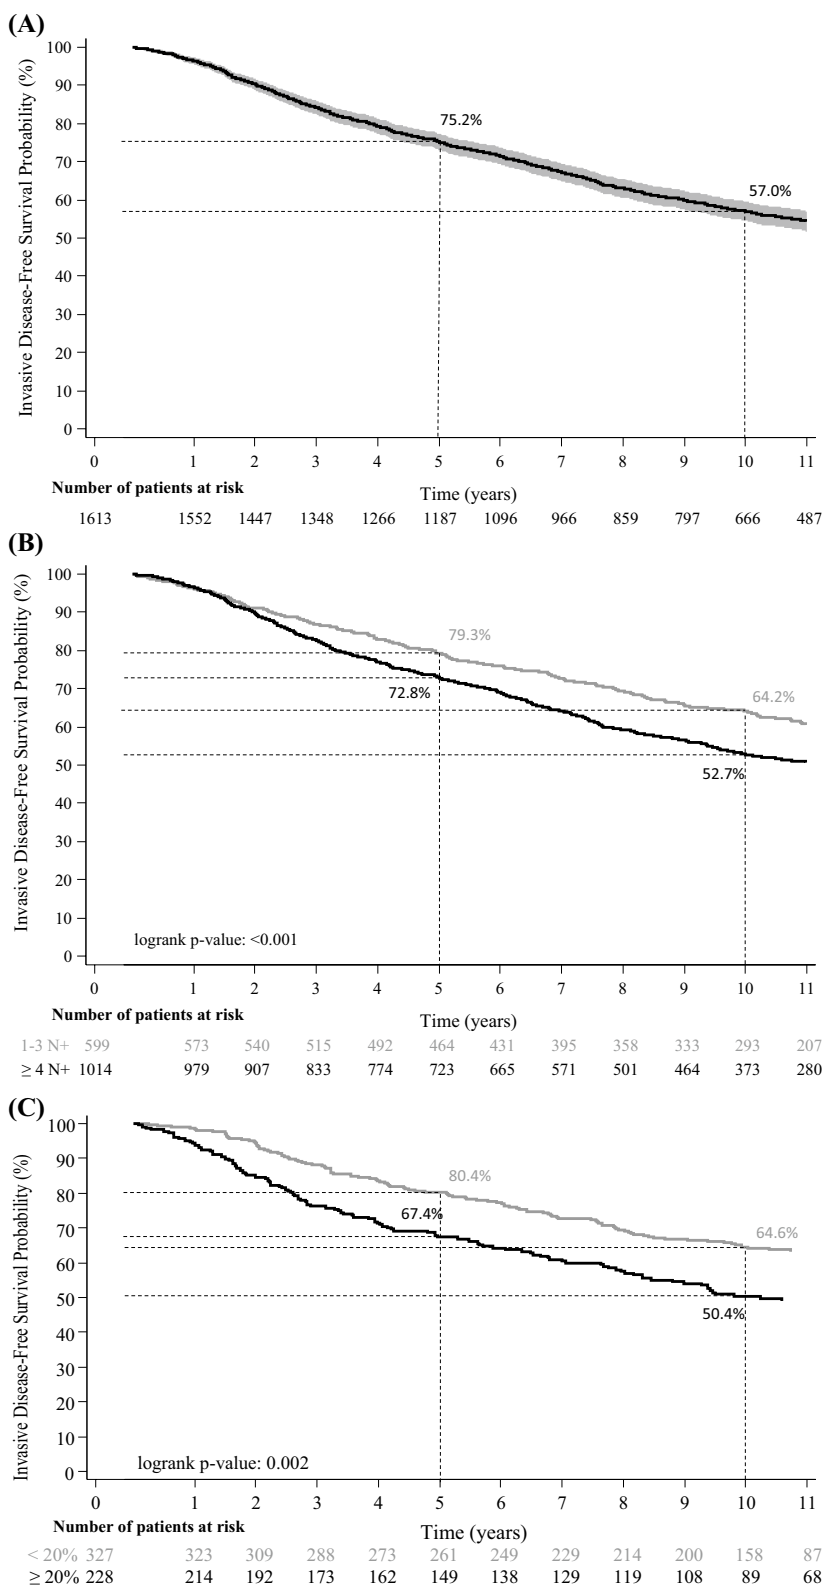 (A)
Invasive Disease-Free Survival Probability (%)
100
90
80
70
60
50
40
30
20
10
0
75.2%
57.0%
0 1 2 3 4 5 6 7 8 9 10 11
Number of patients at risk
Time (years)
1613 1552 1447 1348 1266 1187 1096 966 859 797 666 487
(B)
Invasive Disease-Free Survival Probability (%)
100
90
80
70
60
50
40
30
20
10
0
79.3%
72.8%
64.2%
52.7%
logrank p-value: <0.001
0 1 2 3 4 5 6 7 8 9 10 11
Number of patients at risk
Time (years)
1-3 N+ 599 573 540 515 492 464 431 395 358 333 293 207
≥ 4 N+ 1014 979 907 833 774 723 665 571 501 464 373 280
(C)
Invasive Disease-Free Survival Probability (%)
100
90
80
70
60
50
40
30
20
10
0
80.4%
67.4%
64.6%
50.4%
logrank p-value: 0.002
0 1 2 3 4 5 6 7 8 9 10 11
Number of patients at risk
Time (years)
< 20% 327 323 309 288 273 261 249 229 214 200 158 87
≥ 20% 228 214 192 173 162 149 138 129 119 108 89 68